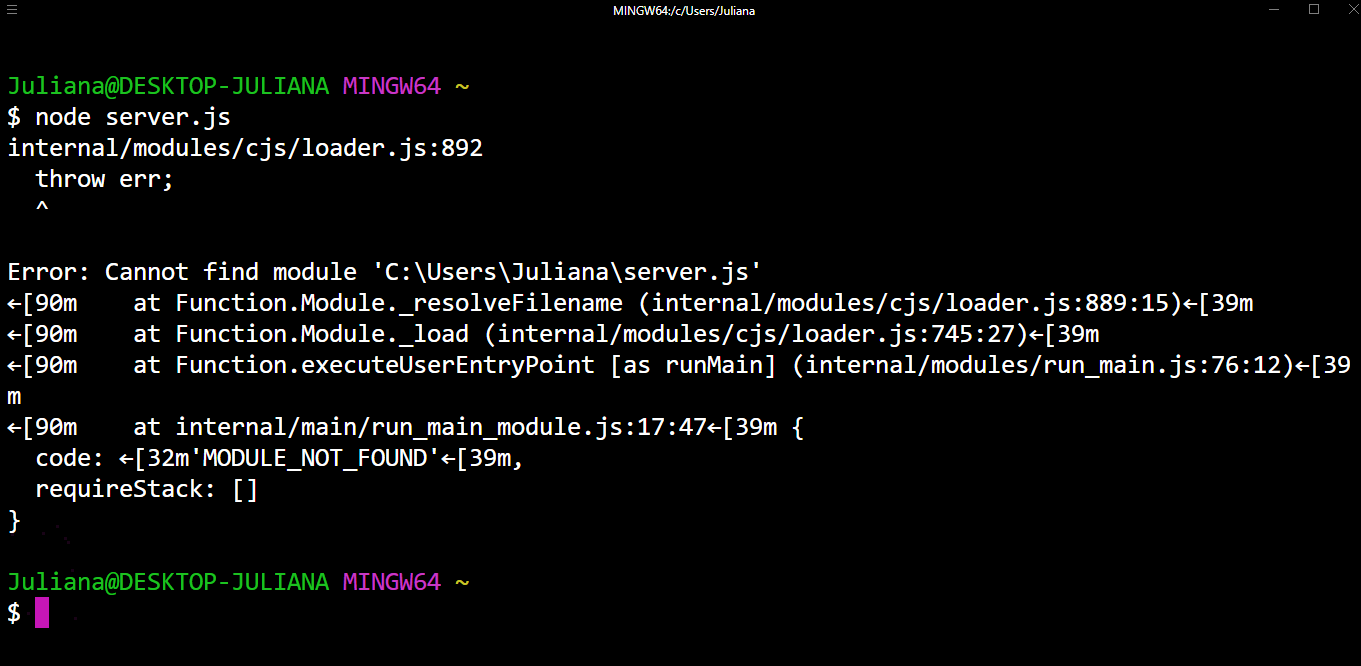 MINGW64:/c/Users/Juliana
Juliana@DESKTOP-JULIANA MINGW64 ~
$ node server.js
internal/modules/cjs/loader.js:892
  throw err;
  ^
Error: Cannot find module 'C:\Users\Juliana\server.js'
←[90m    at Function.Module._resolveFilename (internal/modules/cjs/loader.js:889:15)←[39m
←[90m    at Function.Module._load (internal/modules/cjs/loader.js:745:27)←[39m
←[90m    at Function.executeUserEntryPoint [as runMain] (internal/modules/run_main.js:76:12)←[39
m
←[90m    at internal/main/run_main_module.js:17:47←[39m {
  code: ←[32m'MODULE_NOT_FOUND'←[39m,
  requireStack: []
}
Juliana@DESKTOP-JULIANA MINGW64 ~
$